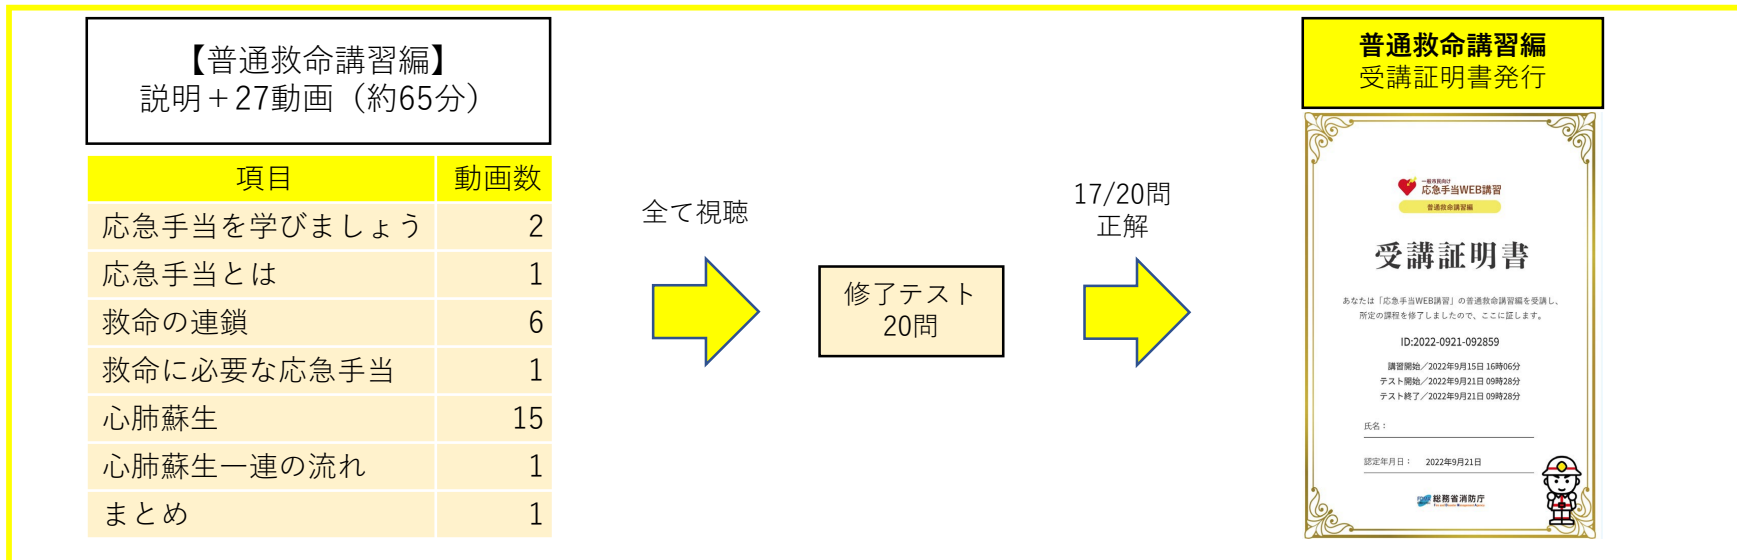 【普通救命講習編】
説明＋27動画（約65分）
項目 動画数
応急手当を学びましょう 2
応急手当とは 1
救命の連鎖 6
救命に必要な応急手当 1
心肺蘇生 15
心肺蘇生一連の流れ 1
まとめ 1
全て視聴
修了テスト
20問
17/20問
正解
普通救命講習編
受講証明書発行
一般市民向け
応急手当WEB講習
普通救命講習編
受講証明書
あなたは「応急手当WEB講習」の普通救命講習編を受講し、
所定の課程を修了しましたので、ここに証します。
ID:2022-0921-092859
講習開始／2022年9月15日 16時06分
テスト開始／2022年9月21日 09時28分
テスト終了／2022年9月21日 09時28分
氏名：
認定年月日： 2022年9月21日
総務省消防庁